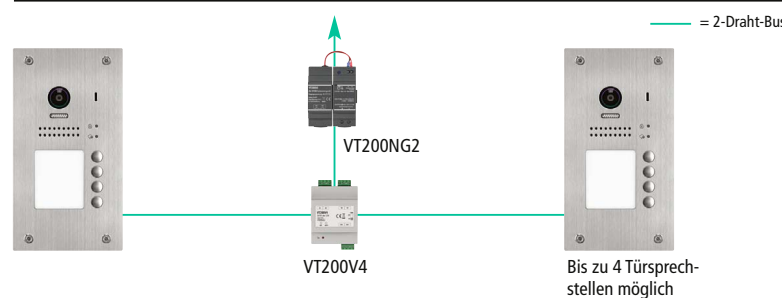 = 2-Draht-Bus
VT200NG2
VT200V4
Bis zu 4 Türsprech-
stellen möglich